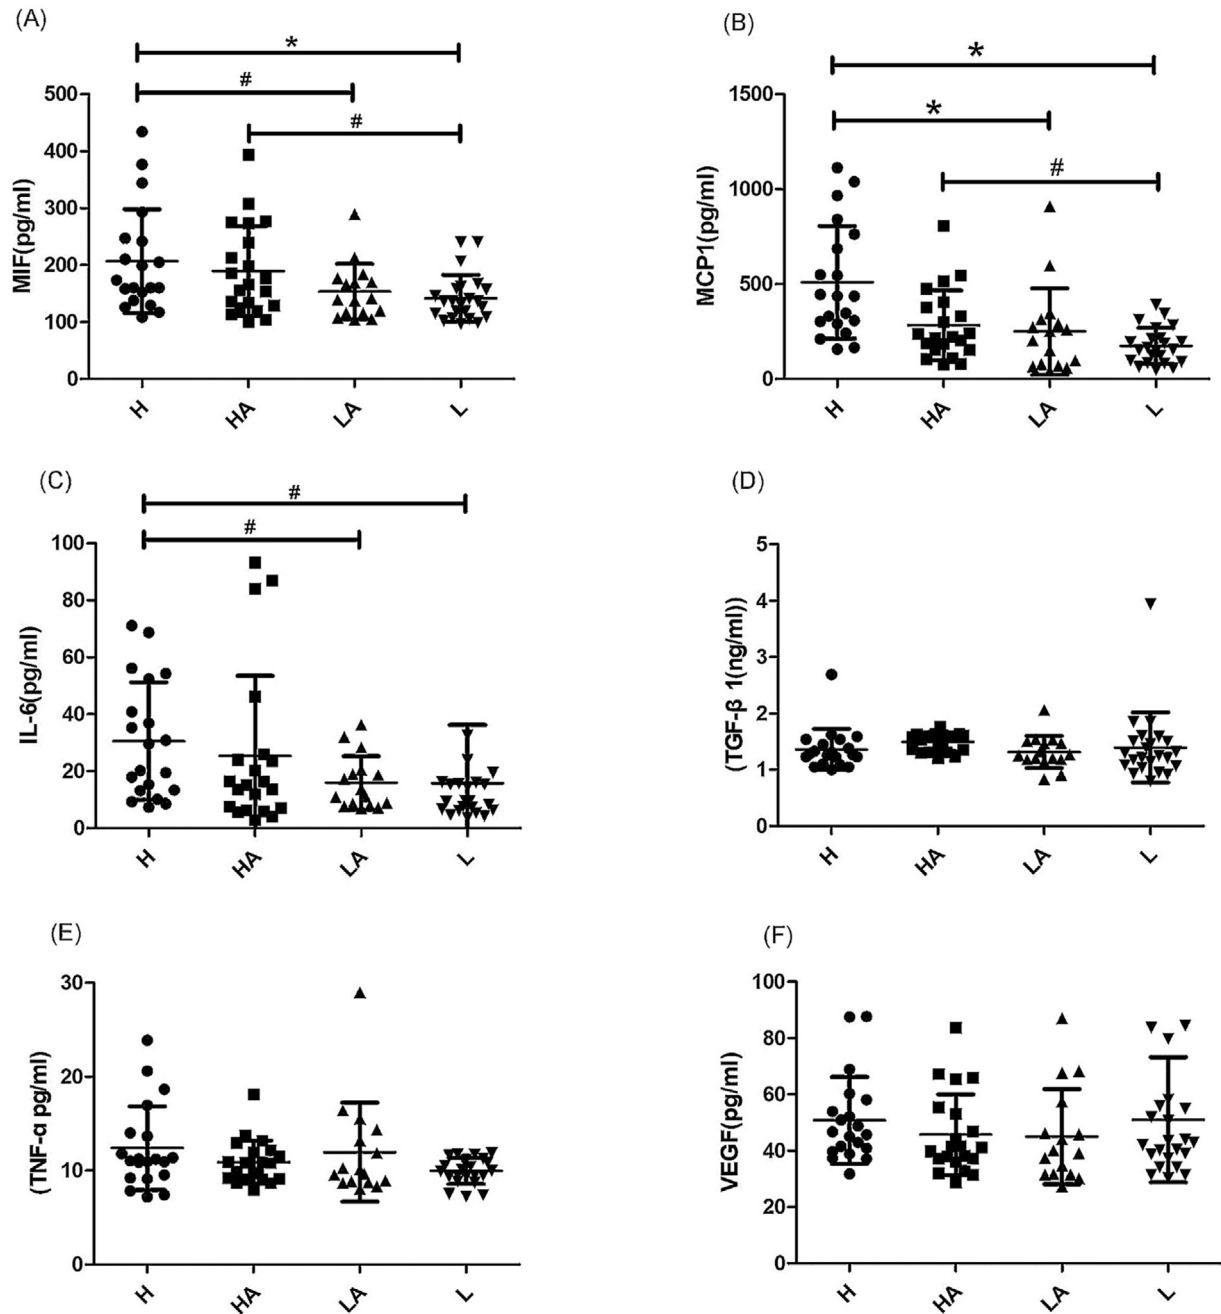 (A)
*
#
#
500
400
300
200
100
0
MIF(pg/ml)
H
HA
LA
L
(B)
*
*
#
1500
1000
500
0
MCP1(pg/ml)
H
HA
LA
L
(C)
#
#
100
80
60
40
20
0
IL-6(pg/ml)
H
HA
LA
L
(D)
5
4
3
2
1
0
(TGF-β 1(ng/ml))
H
HA
LA
L
(E)
30
20
10
0
(TNF-α pg/ml)
H
HA
LA
L
(F)
100
80
60
40
20
0
VEGF(pg/ml)
H
HA
LA
L